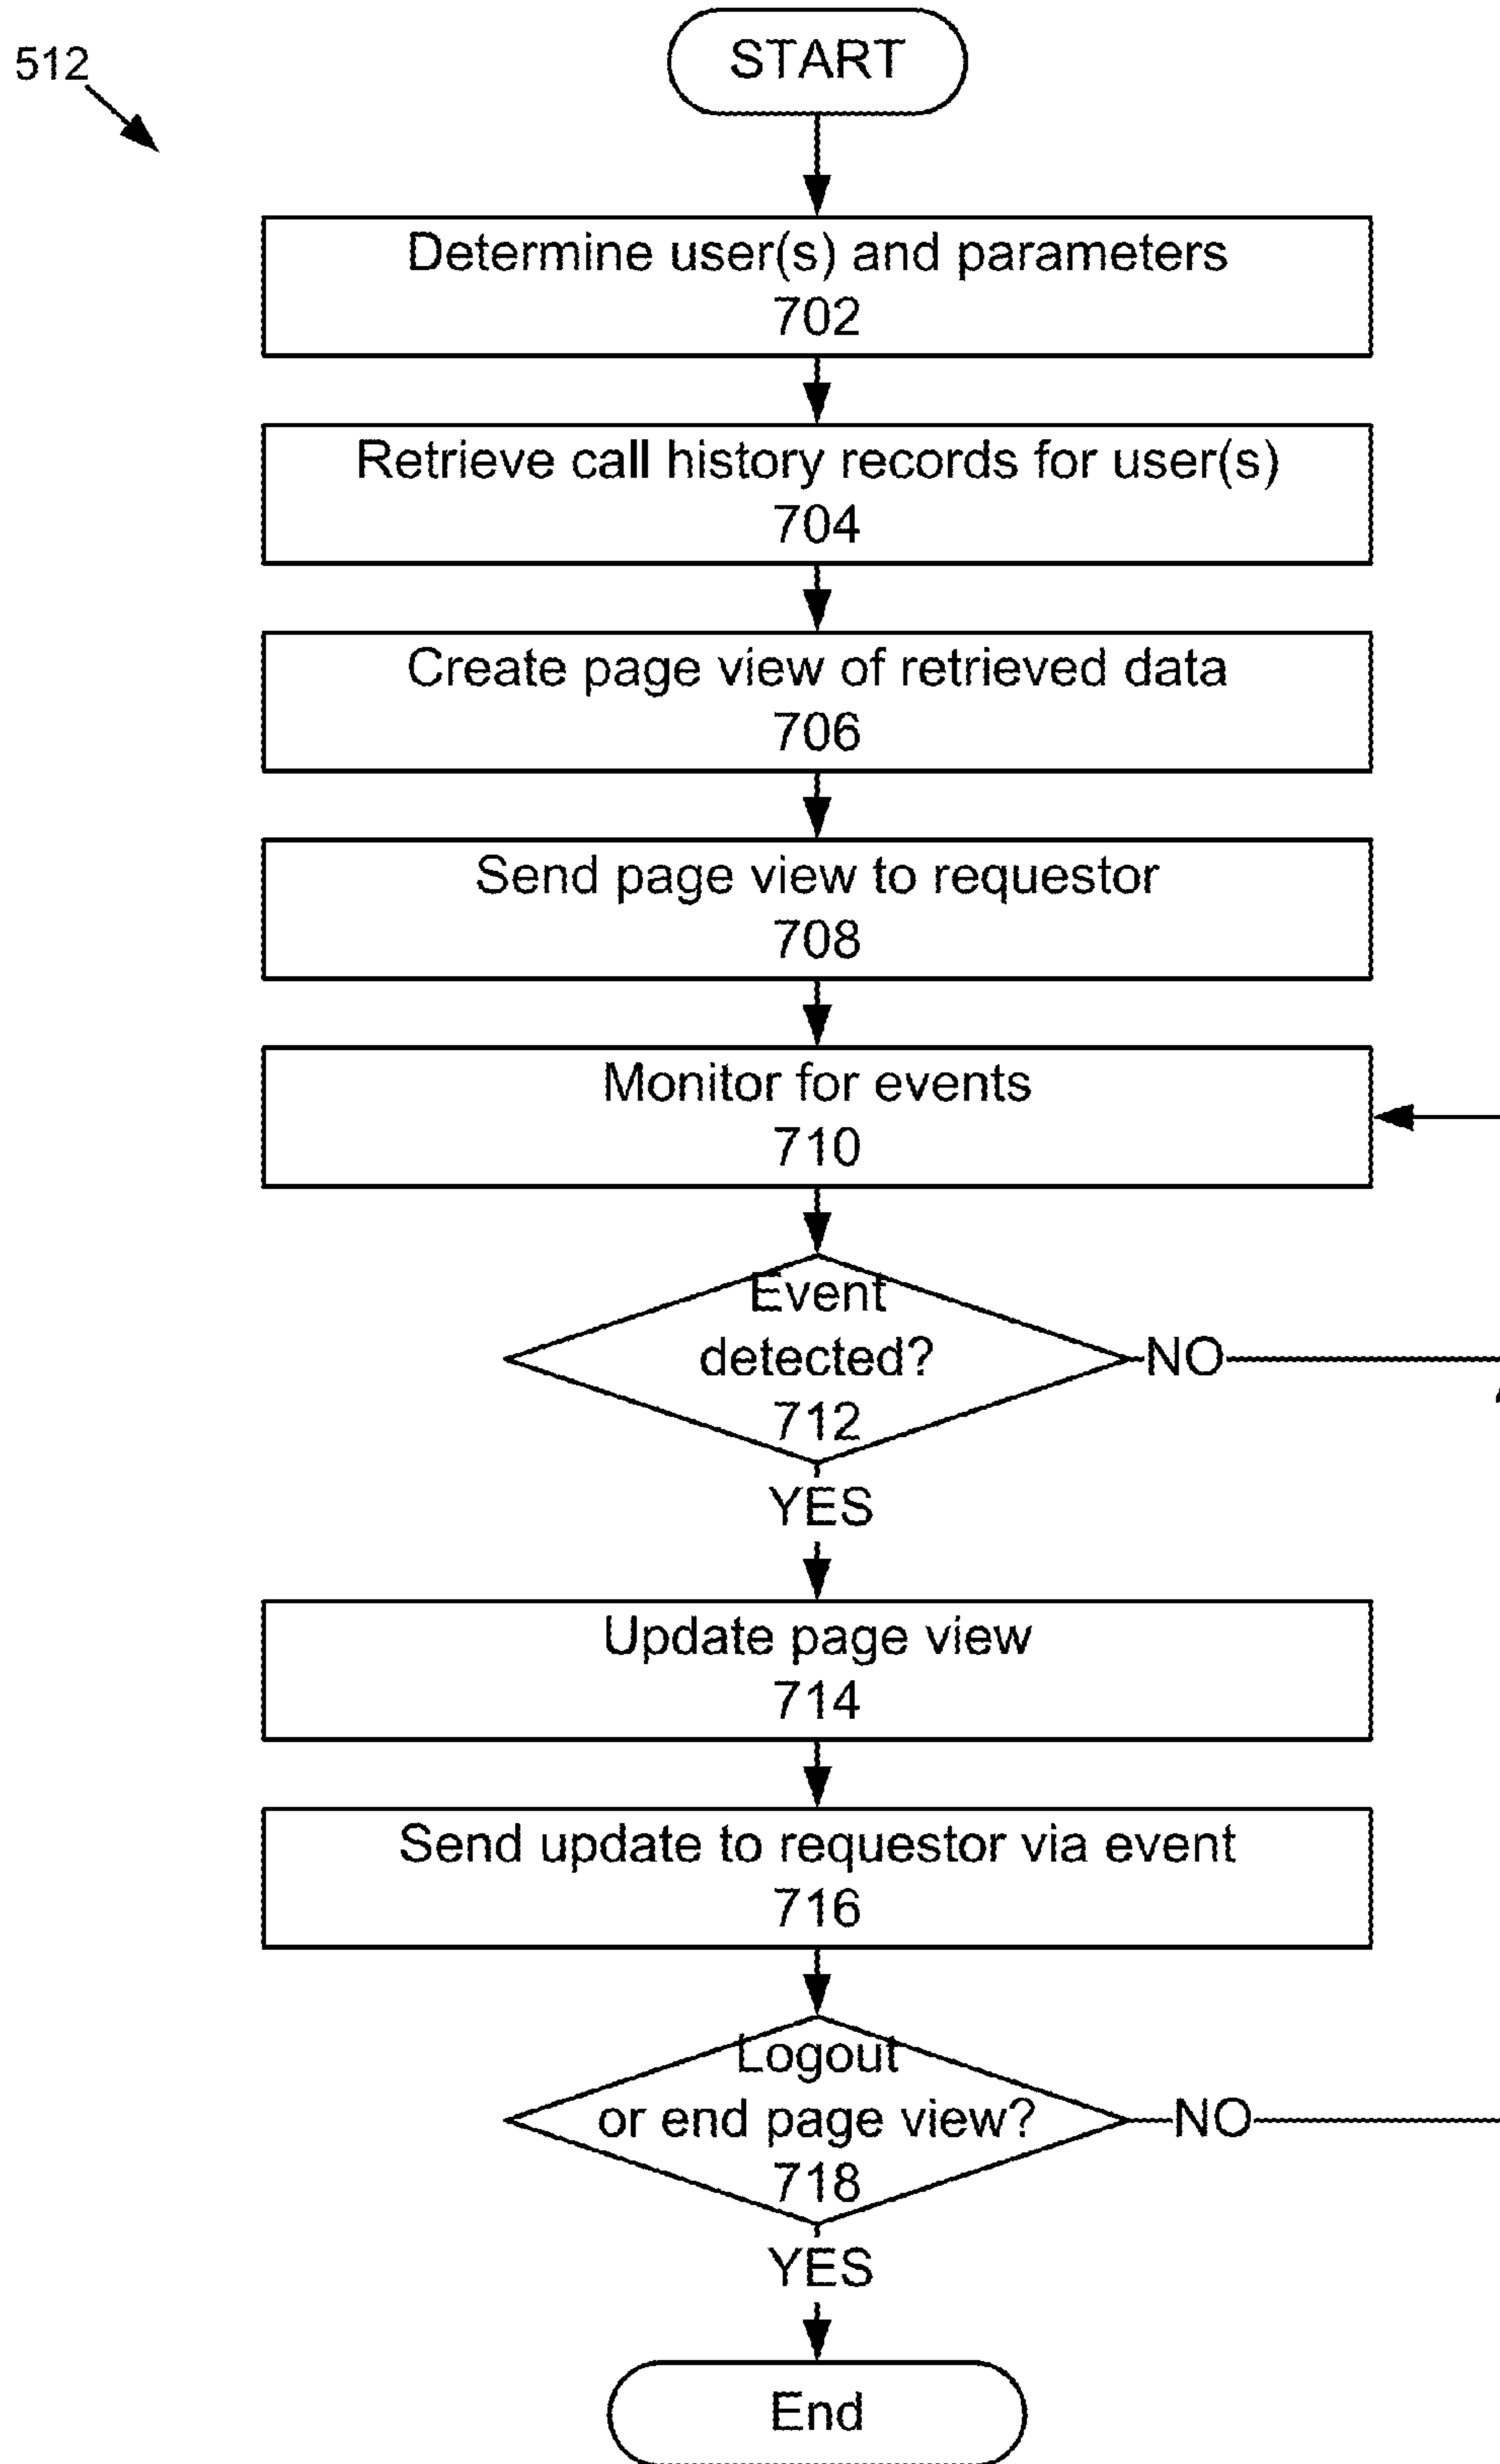 512
START
Determine user(s) and parameters
702
Retrieve call history records for user(s)
704
Create page view of retrieved data
706
Send page view to requestor
708
Monitor for events
710
Event
detected?
712
NO
YES
Update page view
714
Send update to requestor via event
716
Logout
or end page view?
718
NO
YES
End